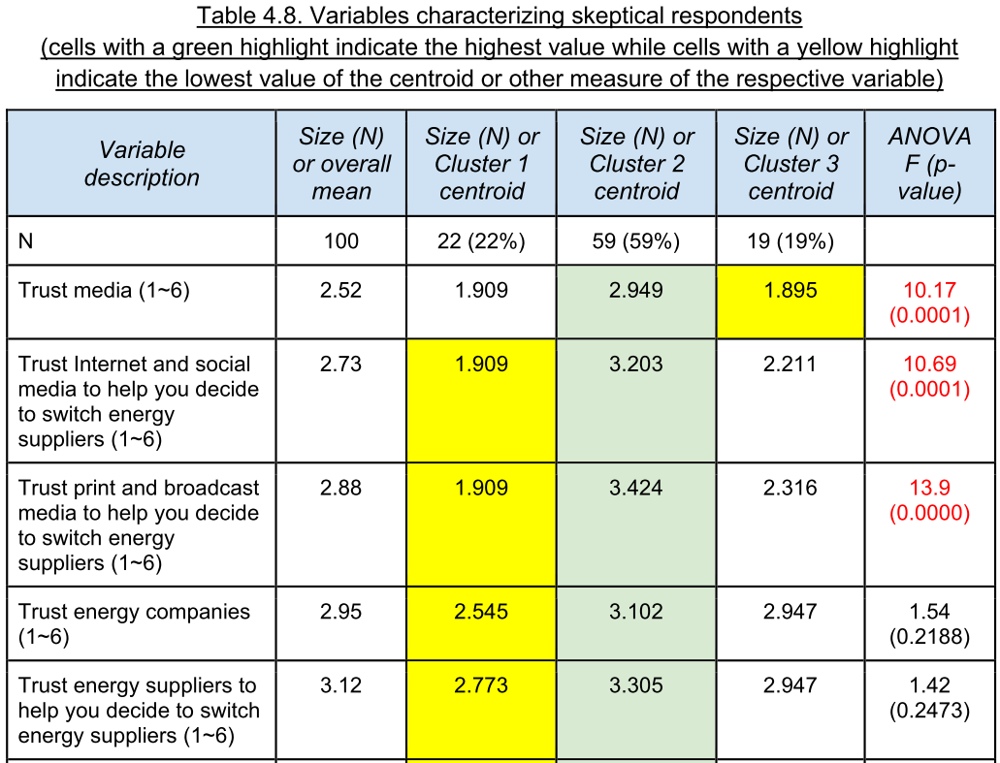 Table 4.8. Variables characterizing skeptical respondents
(cells with a green highlight indicate the highest value while cells with a yellow highlight
indicate the lowest value of the centroid or other measure of the respective variable)
Variable
description
Size (N)
or overall
mean
Size (N) or
Cluster 1
centroid
Size (N) or
Cluster 2
centroid
Size (N) or
Cluster 3
centroid
ANOVA
F (p-
value)
N
100
22 (22%)
59 (59%)
19 (19%)
Trust media (1~6)
2.52
1.909
2.949
1.895
10.17
(0.0001)
Trust Internet and social
media to help you decide
to switch energy
suppliers (1~6)
2.73
1.909
3.203
2.211
10.69
(0.0001)
Trust print and broadcast
media to help you decide
to switch energy
suppliers (1~6)
2.88
1.909
3.424
2.316
13.9
(0.0000)
Trust energy companies
(1~6)
2.95
2.545
3.102
2.947
1.54
(0.2188)
Trust energy suppliers to
help you decide to switch
energy suppliers (1~6)
3.12
2.773
3.305
2.947
1.42
(0.2473)